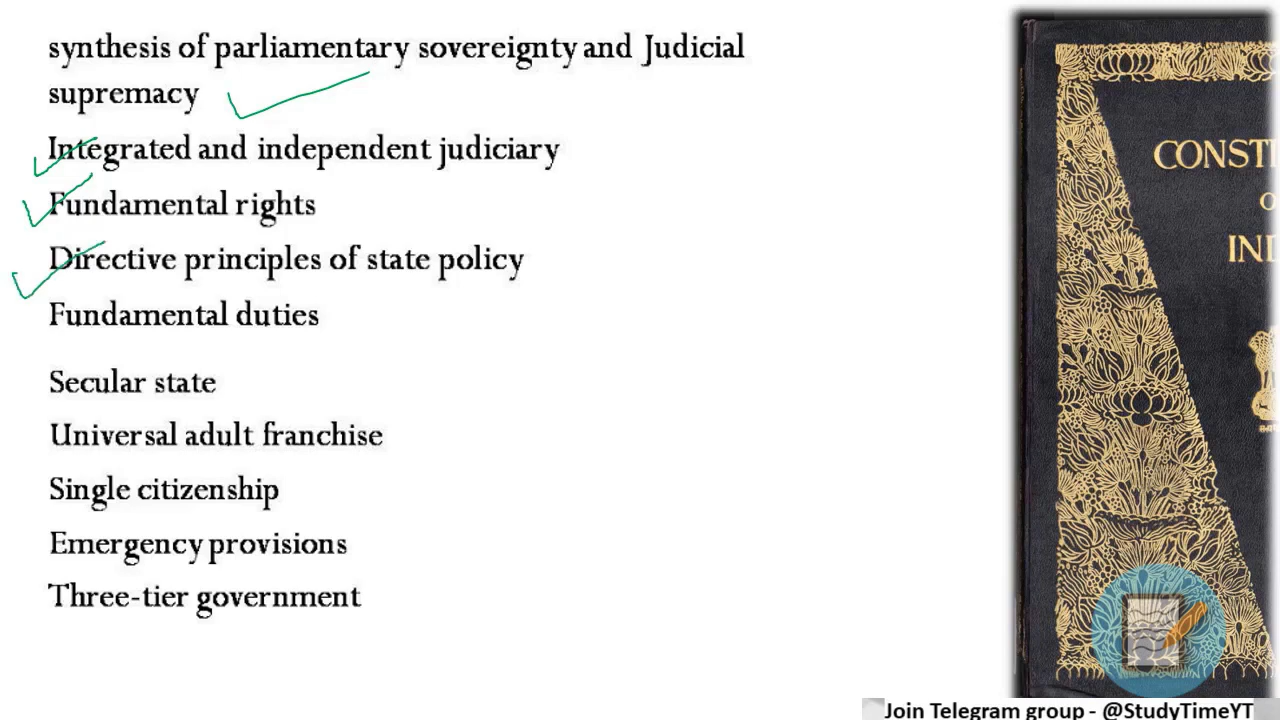 synthesis of parliamentary sovereignty and Judicial
supremacy
Integrated and independent judiciary
Fundamental rights
Directive principles of state policy
Fundamental duties
Secular state
Universal adult franchise
Single citizenship
Emergency provisions
Three-tier government
CONSTI
O
IND
Join Telegram group - @StudyTimeYT